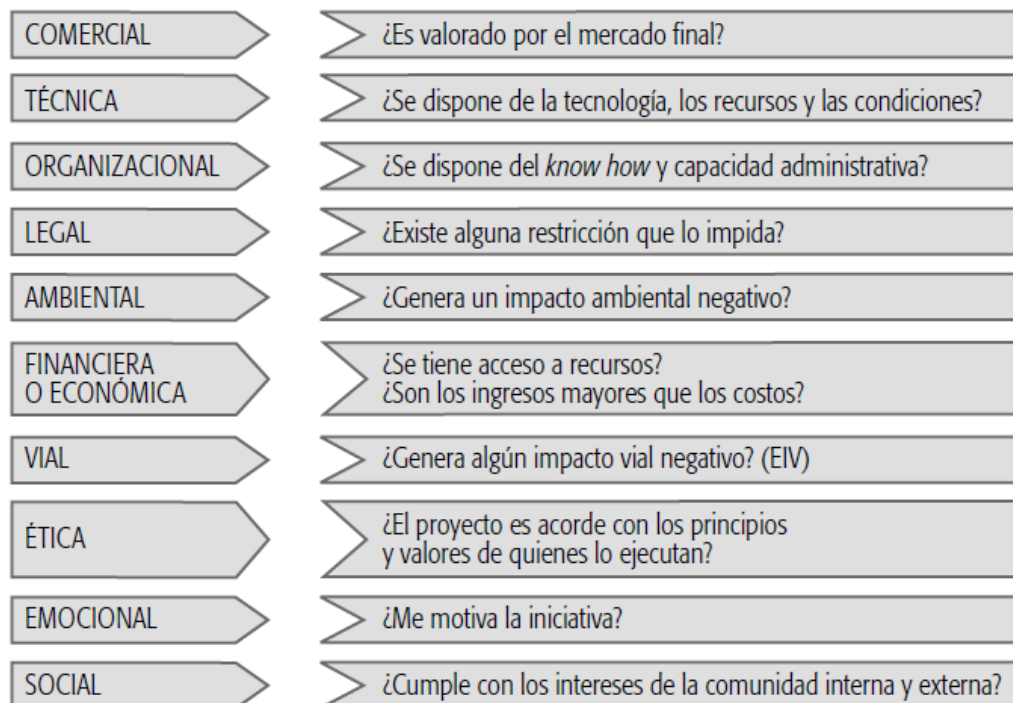 COMERCIAL
¿Es valorado por el mercado final?
TÉCNICA
¿Se dispone de la tecnología, los recursos y las condiciones?
ORGANIZACIONAL
¿Se dispone del know how y capacidad administrativa?
LEGAL
¿Existe alguna restricción que lo impida?
AMBIENTAL
¿Genera un impacto ambiental negativo?
FINANCIERA
O ECONÓMICA
¿Se tiene acceso a recursos?
¿Son los ingresos mayores que los costos?
VIAL
¿Genera algún impacto vial negativo? (EIV)
ÉTICA
¿El proyecto es acorde con los principios
y valores de quienes lo ejecutan?
EMOCIONAL
¿Me motiva la iniciativa?
SOCIAL
¿Cumple con los intereses de la comunidad interna y externa?